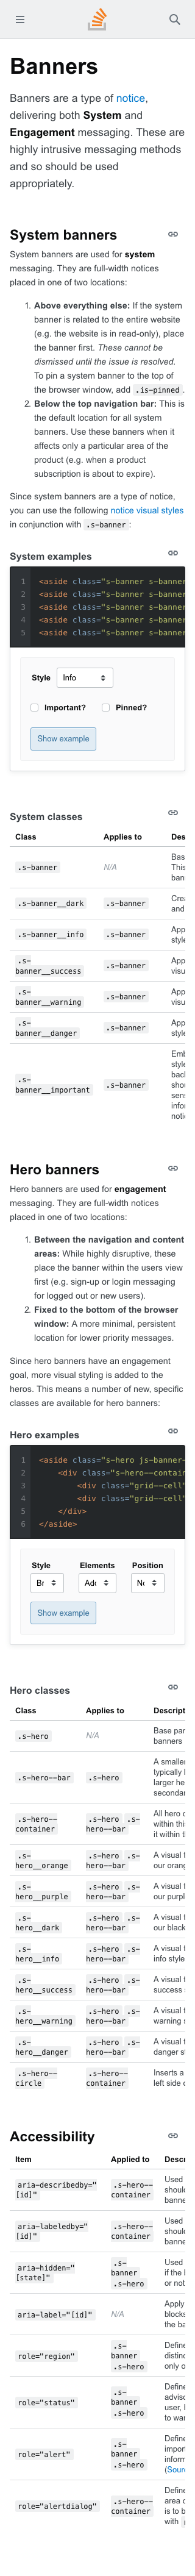 Banners
Banners are a type of notice,
delivering both System and
Engagement messaging. These are
highly intrusive messaging methods
and so should be used
appropriately.
System banners
System banners are used for system
messaging. They are full-width notices
placed in one of two locations:
1. Above everything else: If the system
banner is related to the entire website
(e.g. the website is in read-only), place
the banner first. These cannot be
dismissed until the issue is resolved.
To pin a system banner to the top of
the browser window, add .is-pinned.
2. Below the top navigation bar: This is
the default location for all system
banners. Use these banners when it
affects only a particular area of the
product (e.g. when a product
subscription is about to expire).
Since system banners are a type of notice,
you can use the following notice visual styles
in conjunction with .s-banner:
System examples
1 <aside class="s-banner s-banner
2 <aside class="s-banner s-banner
3 <aside class="s-banner s-banner
4 <aside class="s-banner s-banner
5 <aside class="s-banner s-banner
Style Info
Important? Pinned?
Show example
System classes
Class Applies to Des
.s-banner N/A Bas
This
ban
.s-banner__dark .s-banner Crea
and
.s-banner__info .s-banner App
style
.s-
banner__success .s-banner App
visu
.s-
banner__warning .s-banner App
visu
.s-
banner__danger .s-banner App
style
.s-
banner__important .s-banner Emb
style
back
shou
sens
infor
notic
Hero banners
Hero banners are used for engagement
messaging. They are full-width notices
placed in one of two locations:
1. Between the navigation and content
areas: While highly disruptive, these
place the banner within the users view
first (e.g. sign-up or login messaging
for logged out or new users).
2. Fixed to the bottom of the browser
window: A more minimal, persistent
location for lower priority messages.
Since hero banners have an engagement
goal, more visual styling is added to the
heros. This means a number of new, specific
classes are available for hero banners:
Hero examples
1 <aside class="s-hero js-banner-
2 <div class="s-hero--contain
3 <div class="grid--cell"
4 <div class="grid--cell"
5 </div>
6 </aside>
Style Elements Position
Show example
Hero classes
Class Applies to Descript
.s-hero N/A Base par
banners
.s-hero--bar .s-hero A smaller
typically l
larger he
secondar
.s-hero--
container .s-hero .s-
hero--bar All hero c
within this
it within th
.s-
hero__orange .s-hero .s-
hero--bar A visual t
our orang
.s-
hero__purple .s-hero .s-
hero--bar A visual t
our purpl
.s-
hero__dark .s-hero .s-
hero--bar A visual t
our black
.s-
hero__info .s-hero .s-
hero--bar A visual t
info style
.s-
hero__success .s-hero .s-
hero--bar A visual t
success s
.s-
hero__warning .s-hero .s-
hero--bar A visual t
warning s
.s-
hero__danger .s-hero .s-
hero--bar A visual t
danger st
.s-hero--
circle .s-hero--
container Inserts a
left side o
Accessibility
Item Applied to Descr
aria-describedby="
[id]" .s-hero--
container Used
should
banne
aria-labeledby="
[id]" .s-hero--
container Used
should
banne
aria-hidden="
[state]" .s-
banner
.s-hero Used
if the b
or not
aria-label="[id]" N/A Apply
blocks
the ba
role="region" .s-
banner
.s-hero Define
distinc
only o
role="status" .s-
banner
.s-hero Define
adviso
user, b
to war
role="alert" .s-
banner
.s-hero Define
import
inform
(Sourc
role="alertdialog" .s-hero--
container Define
area o
is to b
with